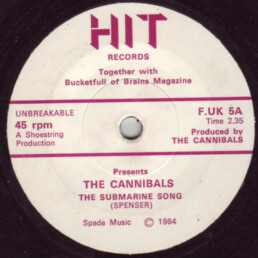 HIT
RECORDS
Together with
Bucketfull of Brains Magazine
UNBREAKABLE
45 rpm
A Shoestring
Production
F.UK 5A
Time 2.35
Produced by
THE CANNIBALS
Presents
THE CANNIBALS
THE SUBMARINE SONG
(SPENSER)
Spade Music © 1984